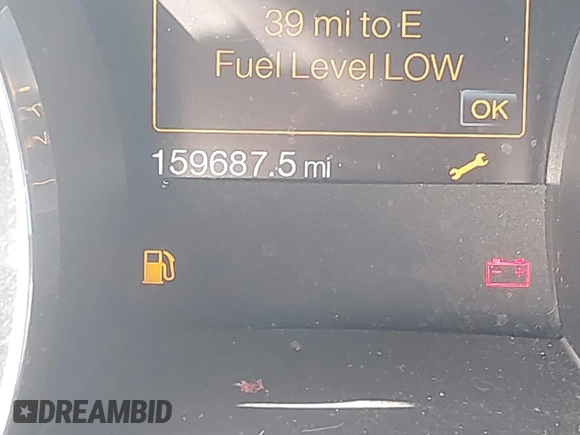 39 mi to E
Fuel Level LOW
OK
159687.5 mi
DREAMBID